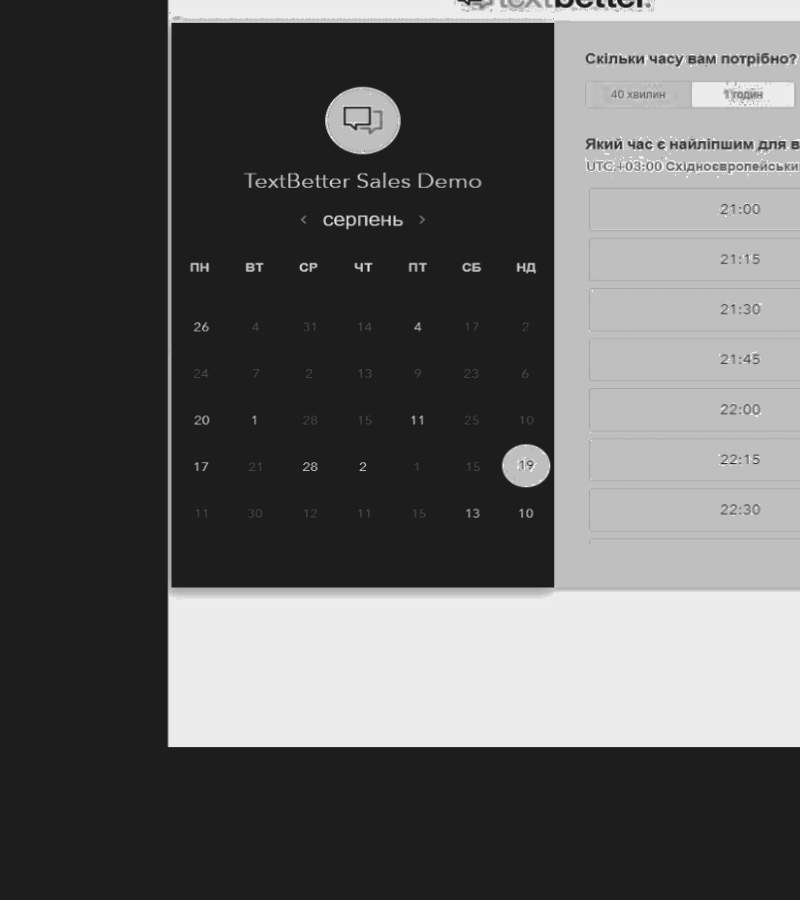 textbetter.
Скільки часу вам потрібно?
40 хвилин 1 годин
TextBetter Sales Demo
‹ серпень ›
ПН ВТ СР ЧТ ПТ СБ НД
26 4 31 14 4 17 2
24 7 2 13 9 23 6
20 1 28 15 11 25 10
17 21 28 2 1 15 19
11 30 12 11 15 13 10
Який час є найліпшим для в
UTC +03:00 Східноєвропейськи
21:00
21:15
21:30
21:45
22:00
22:15
22:30